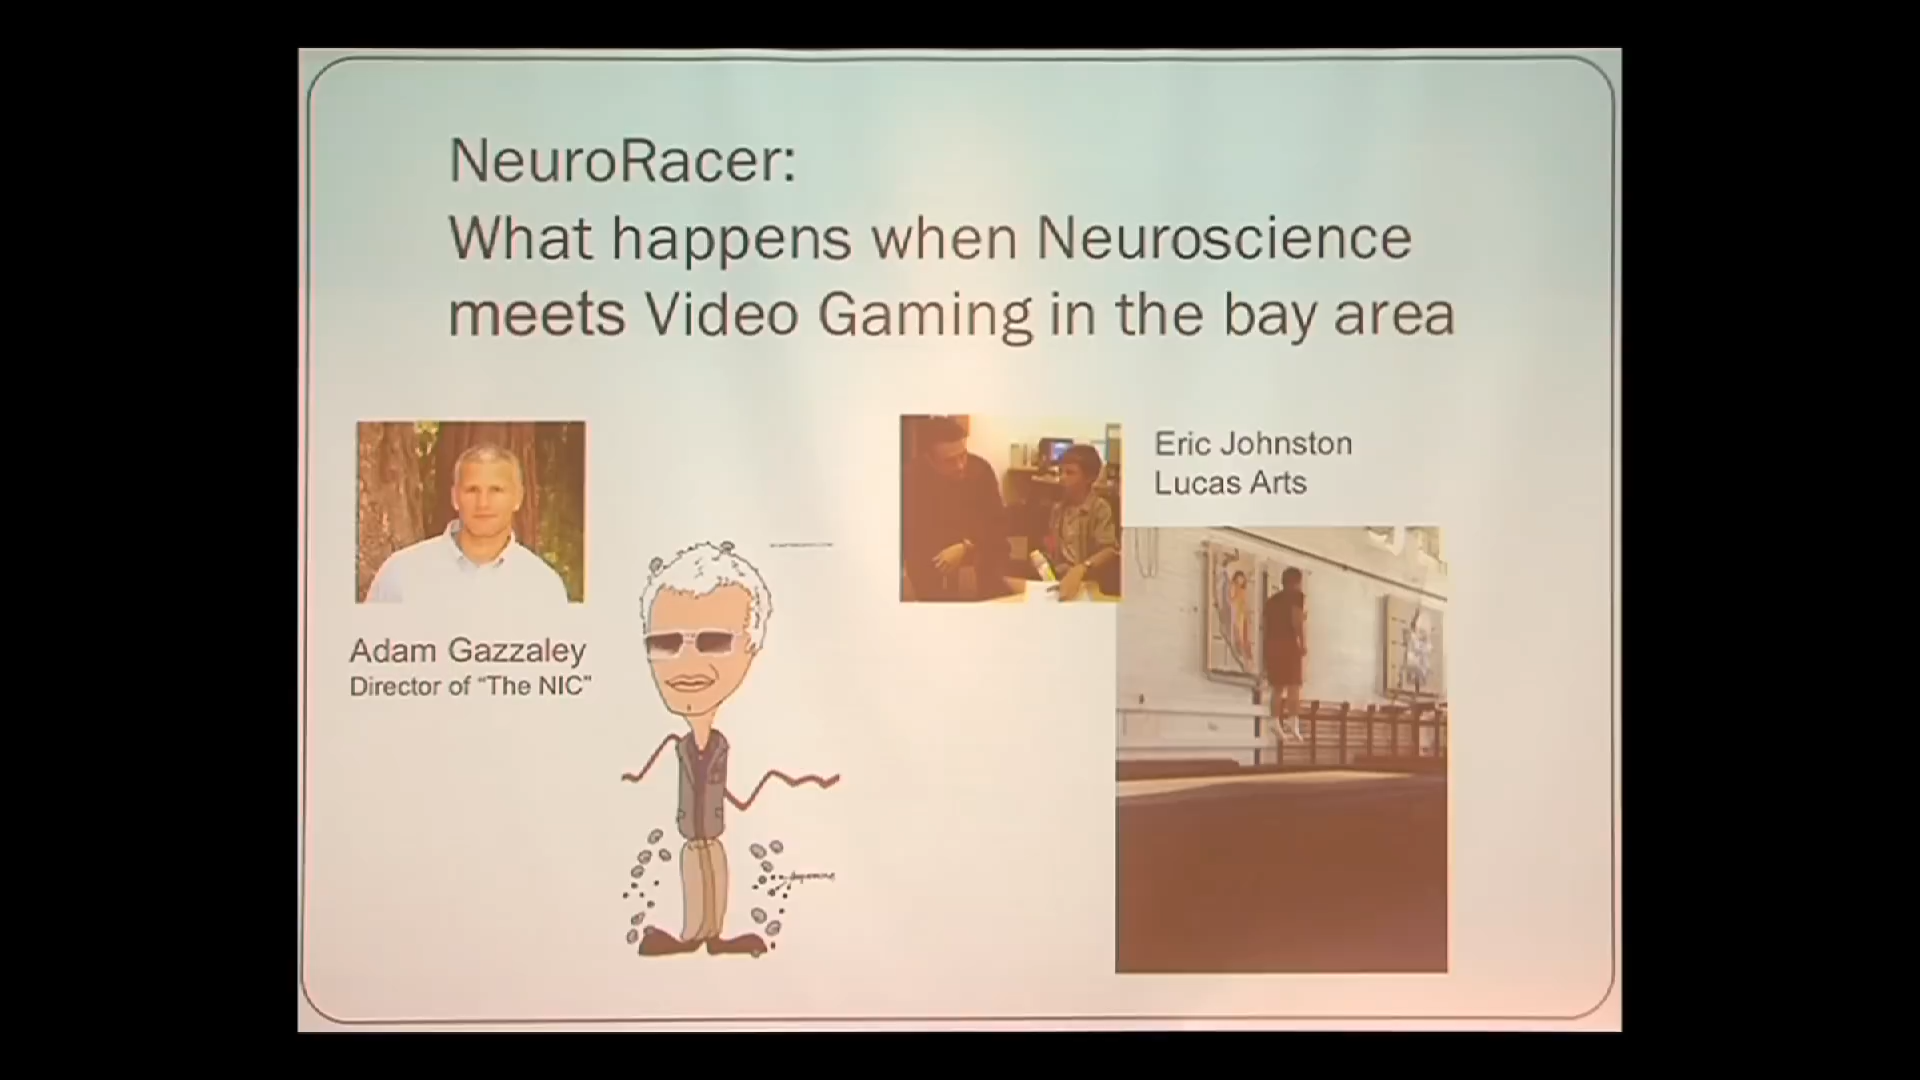 NeuroRacer:
What happens when Neuroscience
meets Video Gaming in the bay area
Eric Johnston
Lucas Arts
Adam Gazzaley
Director of “The NIC”
dopamine